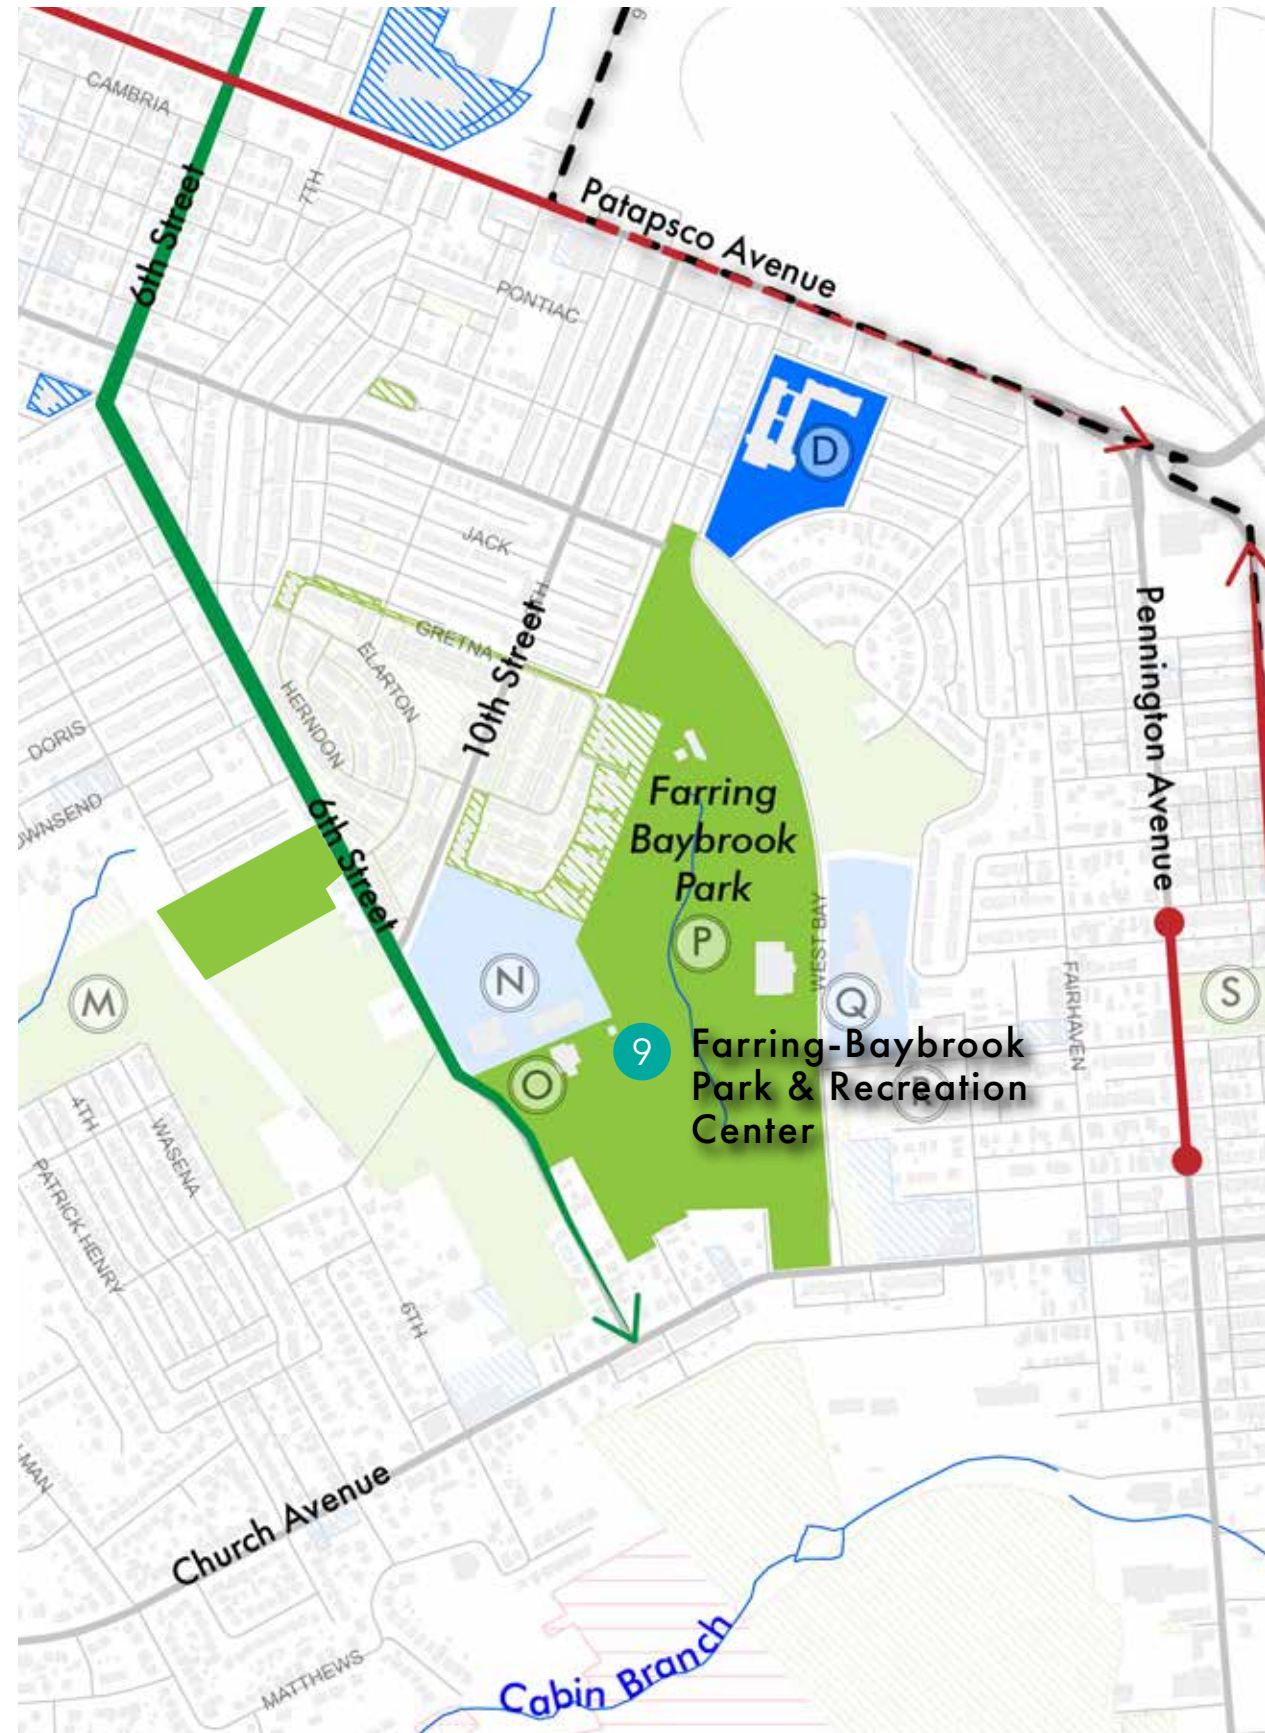 CAMBRIA
7TH
6th Street
Patapsco Avenue
PONTIAC
D
JACK
Pennington Avenue
GRETNA
ELARTON
10th Street
HERNDON
DORIS
6th Street
Farring
Baybrook
Park
P
WEST BAY
N
M
Q
FAIRHAVEN
S
9
Farring-Baybrook
Park & Recreation
Center
O
R
4TH
WASENA
PATRICK HENRY
6TH
Church Avenue
MATTHEWS
Cabin Branch